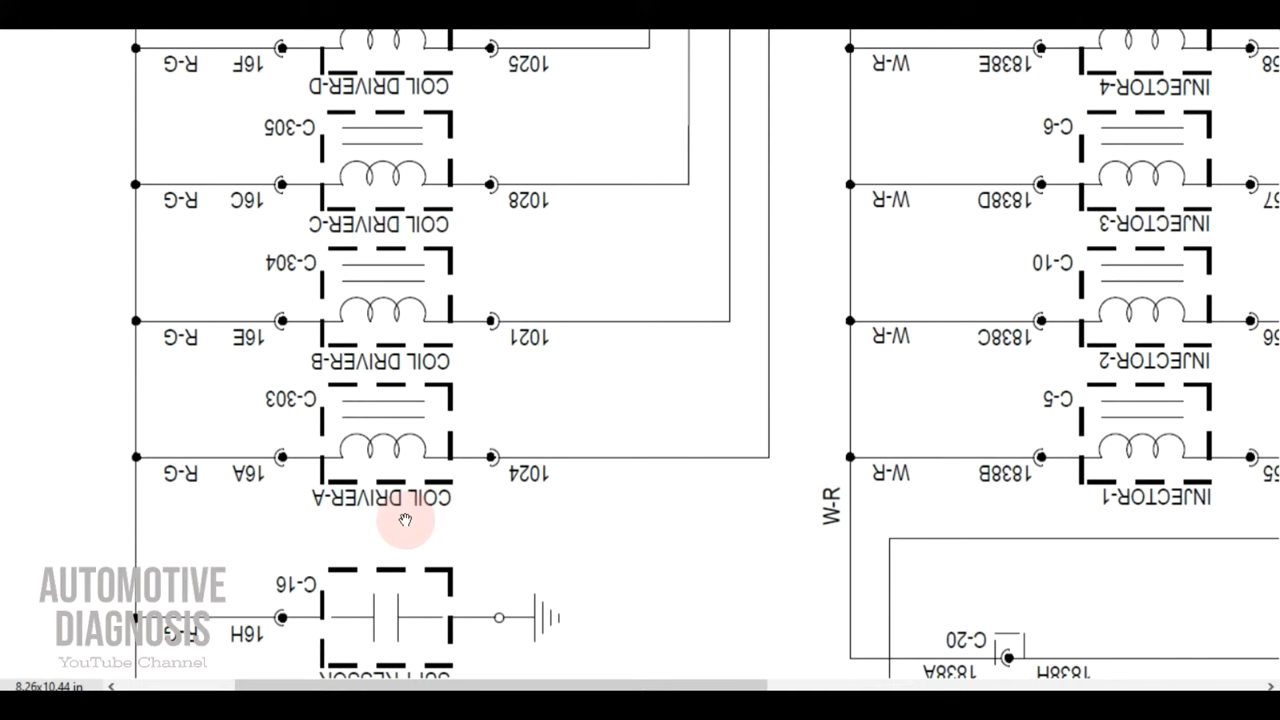 R-G 16F 1025 W-R 1838E
COIL DRIVER-D INJECTOR-4
C-305 C-6
R-G 16C 1028 W-R 1838D
COIL DRIVER-C INJECTOR-3
C-304 C-10
R-G 16E 1021 W-R 1838C
COIL DRIVER-B INJECTOR-2
C-303 C-5
R-G 16A 1024 W-R 1838B
COIL DRIVER-A INJECTOR-1
W-R
C-16
R-G 16H
C-20
1838A 1838H
AUTOMOTIVE
DIAGNOSIS
YouTube Channel
8.26x10.44 in